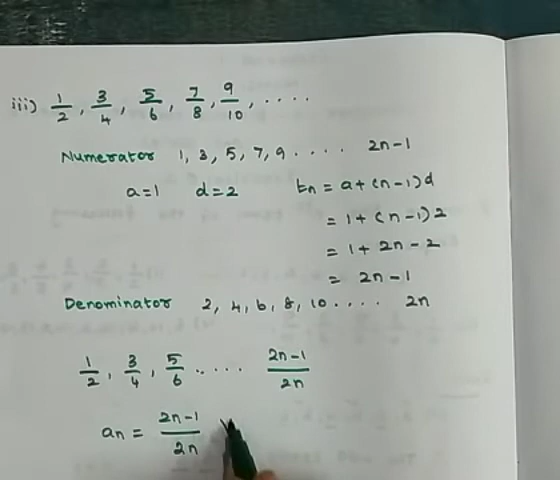 iii) 1/2, 3/4, 5/6, 7/8, 9/10, ....
Numerator 1, 3, 5, 7, 9 .... 2n-1
a=1 d=2 tn = a+(n-1)d
= 1+(n-1)2
= 1+2n-2
= 2n-1
Denominator 2, 4, 6, 8, 10 .... 2n
1/2, 3/4, 5/6 ..... 2n-1/2n
an = 2n-1/2n